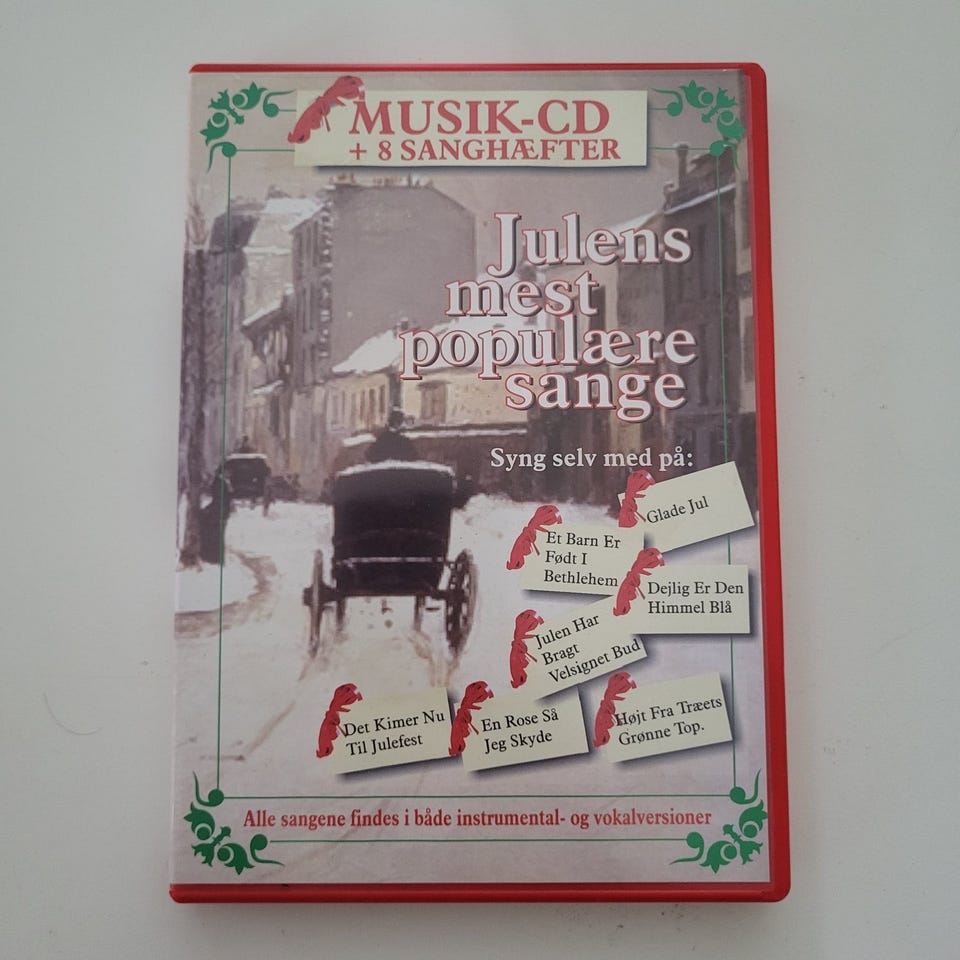 MUSIK-CD
+ 8 SANGHÆFTER
Julens
mest
populære
sange
Syng selv med på:
Glade Jul
Et Barn Er
Født I
Bethlehem
Dejlig Er Den
Himmel Blå
Julen Har
Bragt
Velsignet Bud
Det Kimer Nu
Til Julefest
En Rose Så
Jeg Skyde
Højt Fra Træets
Grønne Top.
Alle sangene findes i både instrumental- og vokalversioner